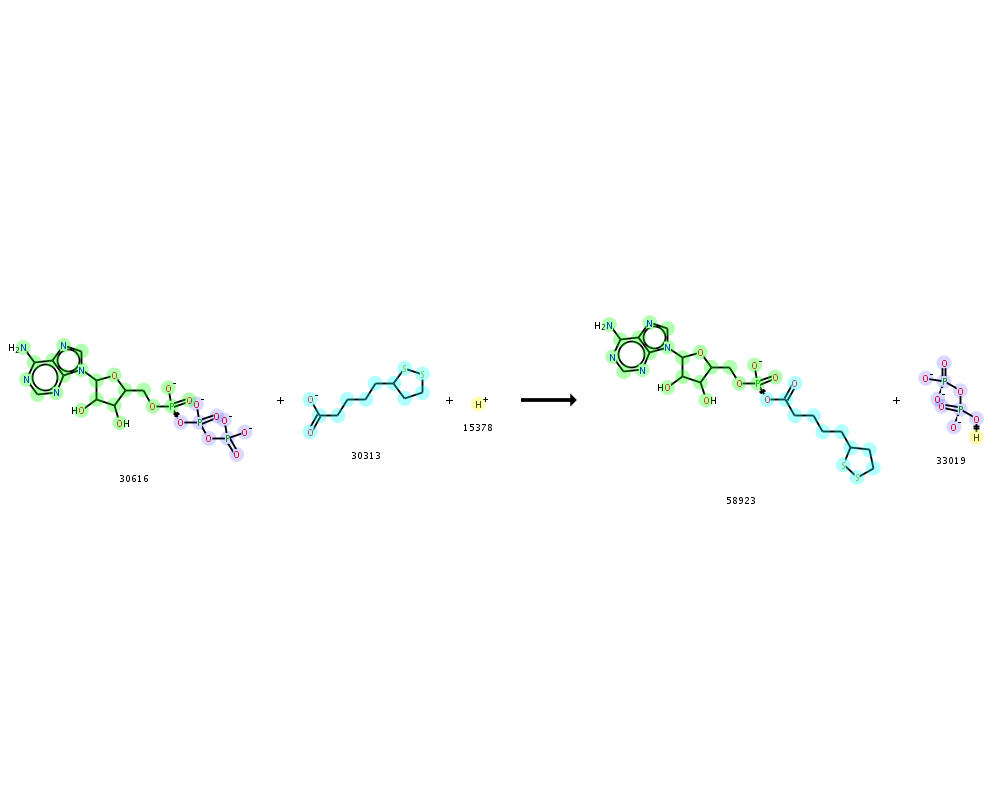 H2N N N N N O HO OH O P O- O O P O- O O P O- O- O
+
O- O S S
+
H+
H2N N N N N O HO OH O P O- O O O S S
+
O O- P O O- O P O- O H
30616
30313
15378
58923
33019